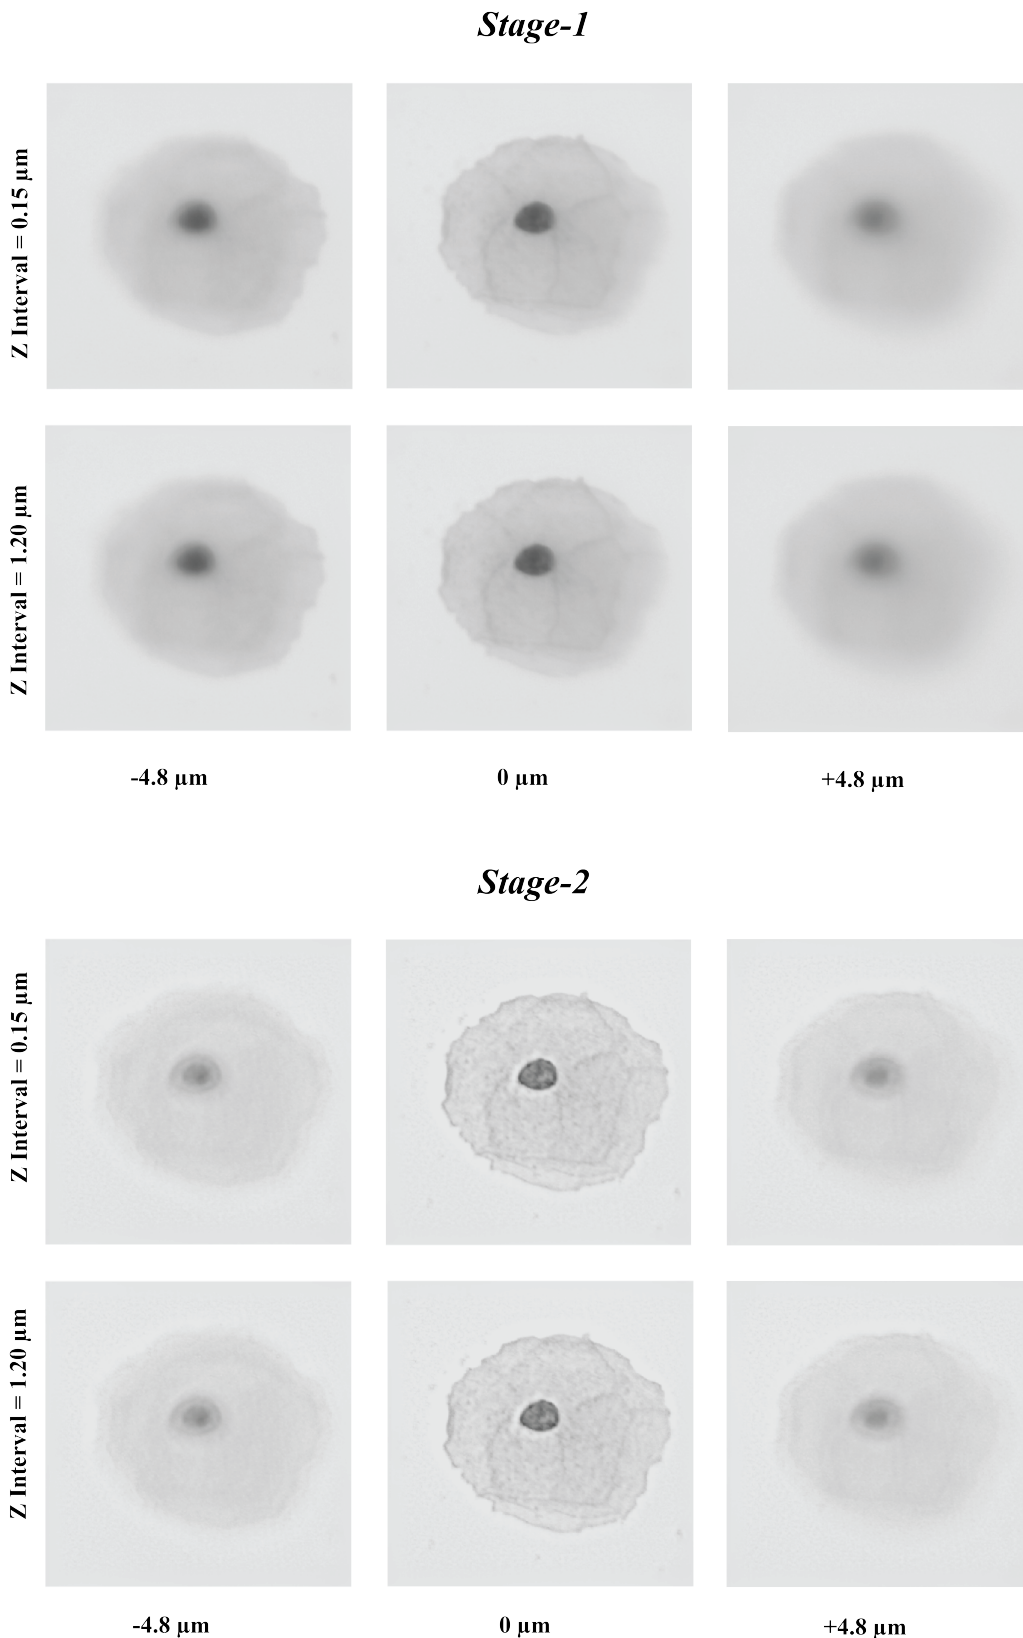 Stage-1
Z Interval = 0.15 µm
Z Interval = 1.20 µm
-4.8 µm
0 µm
+4.8 µm
Stage-2
Z Interval = 0.15 µm
Z Interval = 1.20 µm
-4.8 µm
0 µm
+4.8 µm